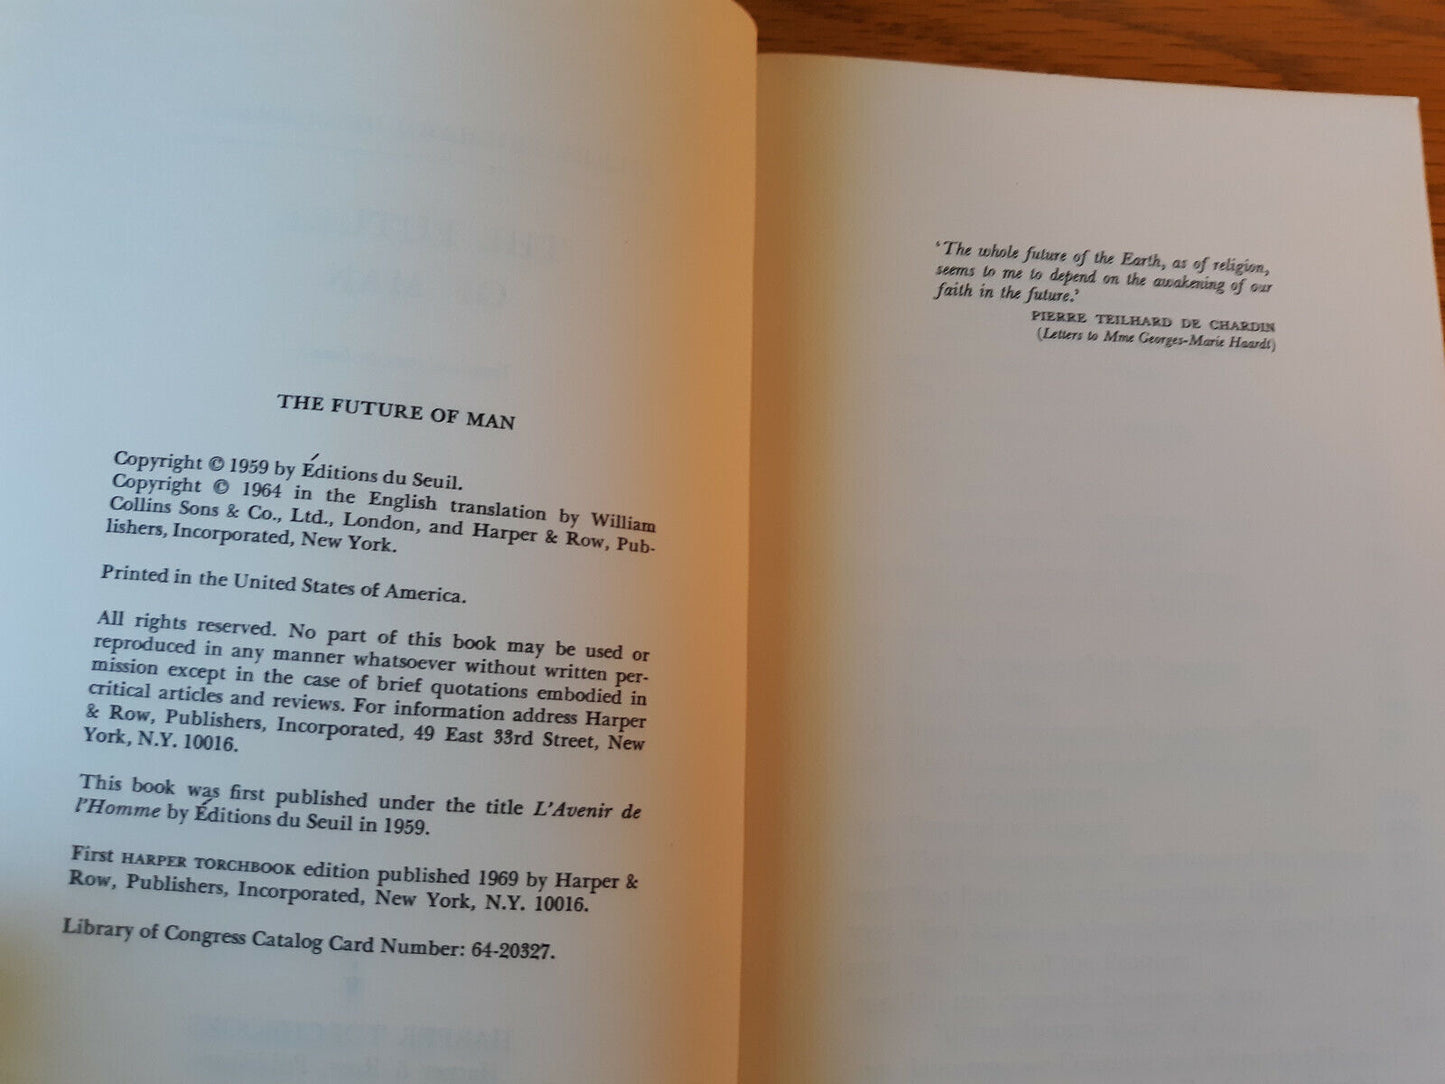 THE FUTURE OF MAN
Copyright © 1959 by Éditions du Seuil.
Copyright © 1964 in the English translation by William
Collins Sons & Co., Ltd., London, and Harper & Row, Pub-
lishers, Incorporated, New York.
Printed in the United States of America.
All rights reserved. No part of this book may be used or
reproduced in any manner whatsoever without written per-
mission except in the case of brief quotations embodied in
critical articles and reviews. For information address Harper
& Row, Publishers, Incorporated, 49 East 33rd Street, New
York, N.Y. 10016.
This book was first published under the title L'Avenir de
l'Homme by Éditions du Seuil in 1959.
First HARPER TORCHBOOK edition published 1969 by Harper &
Row, Publishers, Incorporated, New York, N.Y. 10016.
Library of Congress Catalog Card Number: 64-20327.
'The whole future of the Earth, as of religion,
seems to me to depend on the awakening of our
faith in the future.'
PIERRE TEILHARD DE CHARDIN
(Letters to Mme Georges-Marie Haardt)